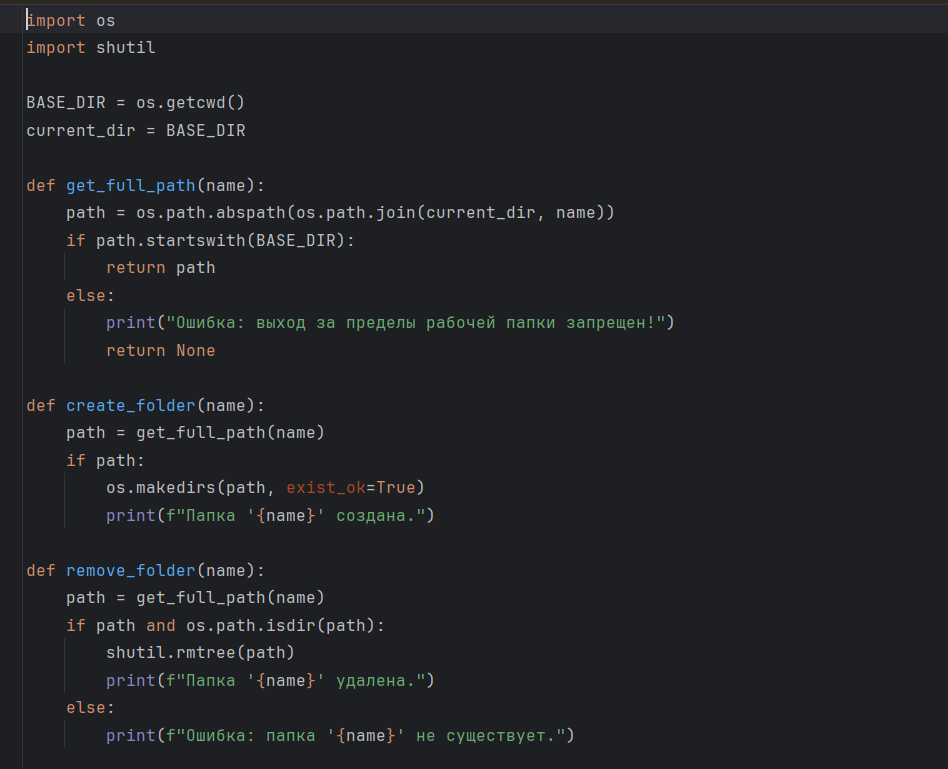 import os
import shutil
BASE_DIR = os.getcwd()
current_dir = BASE_DIR
def get_full_path(name):
    path = os.path.abspath(os.path.join(current_dir, name))
    if path.startswith(BASE_DIR):
        return path
    else:
        print("Ошибка: выход за пределы рабочей папки запрещен!")
        return None
def create_folder(name):
    path = get_full_path(name)
    if path:
        os.makedirs(path, exist_ok=True)
        print(f"Папка '{name}' создана.")
def remove_folder(name):
    path = get_full_path(name)
    if path and os.path.isdir(path):
        shutil.rmtree(path)
        print(f"Папка '{name}' удалена.")
    else:
        print(f"Ошибка: папка '{name}' не существует.")